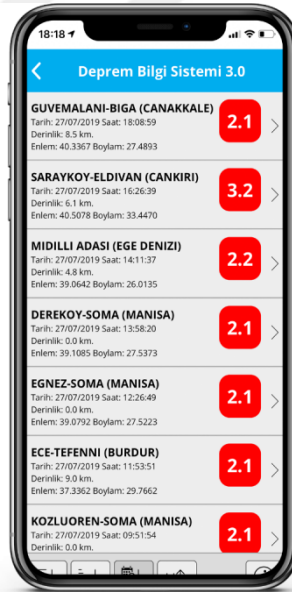 18:18
Deprem Bilgi Sistemi 3.0
GUVEMALANI-BIGA (CANAKKALE)
Tarih: 27/07/2019 Saat: 18:08:59
Derinlik: 8.5 km.
Enlem: 40.3367 Boylam: 27.4893
2.1
SARAYKOY-ELDIVAN (CANKIRI)
Tarih: 27/07/2019 Saat: 16:26:39
Derinlik: 6.1 km.
Enlem: 40.5078 Boylam: 33.4470
3.2
MIDILLI ADASI (EGE DENIZI)
Tarih: 27/07/2019 Saat: 14:11:37
Derinlik: 4.8 km.
Enlem: 39.0642 Boylam: 26.0135
2.2
DEREKOY-SOMA (MANISA)
Tarih: 27/07/2019 Saat: 13:58:20
Derinlik: 0.0 km.
Enlem: 39.1085 Boylam: 27.5373
2.1
EGNEZ-SOMA (MANISA)
Tarih: 27/07/2019 Saat: 12:26:49
Derinlik: 0.0 km.
Enlem: 39.0792 Boylam: 27.5223
2.1
ECE-TEFENNI (BURDUR)
Tarih: 27/07/2019 Saat: 11:53:51
Derinlik: 9.0 km.
Enlem: 37.3362 Boylam: 29.7662
2.1
KOZLUOREN-SOMA (MANISA)
Tarih: 27/07/2019 Saat: 09:51:54
Derinlik: 0.0 km.
2.1